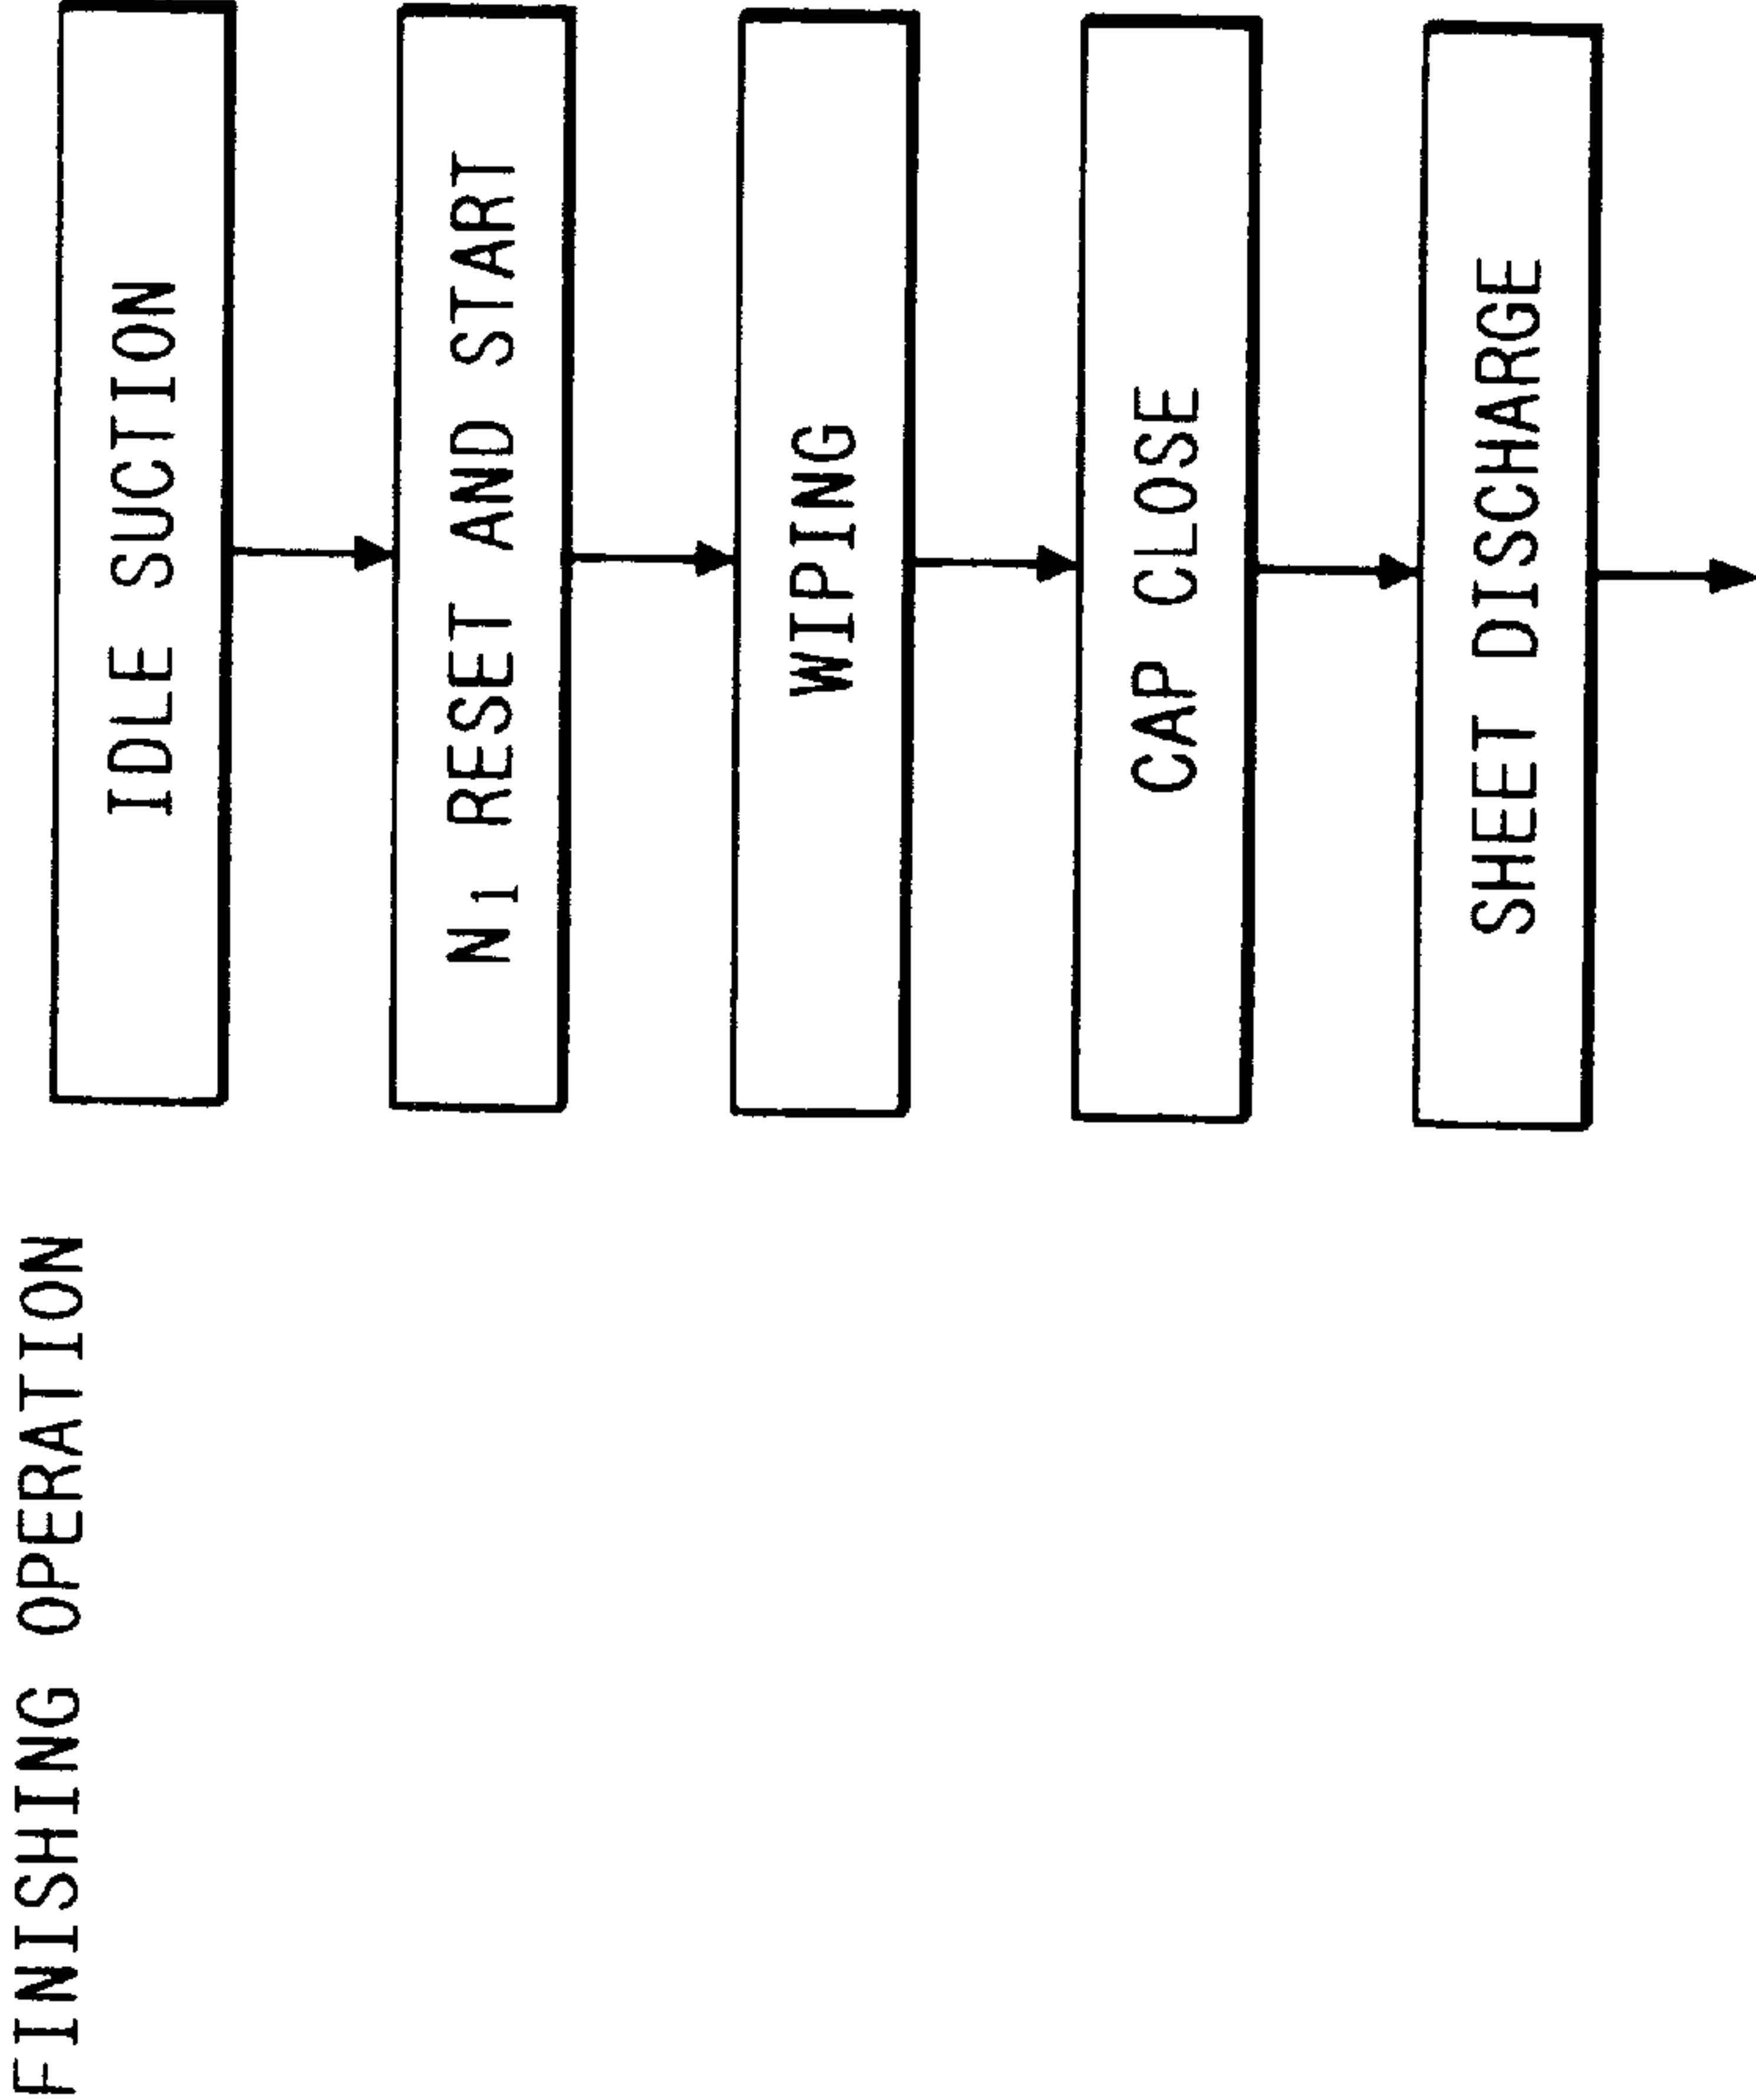 FINISHING OPERATION
IDLE SUCTION
N₁ RESET AND START
WIPING
CAP CLOSE
SHEET DISCHARGE